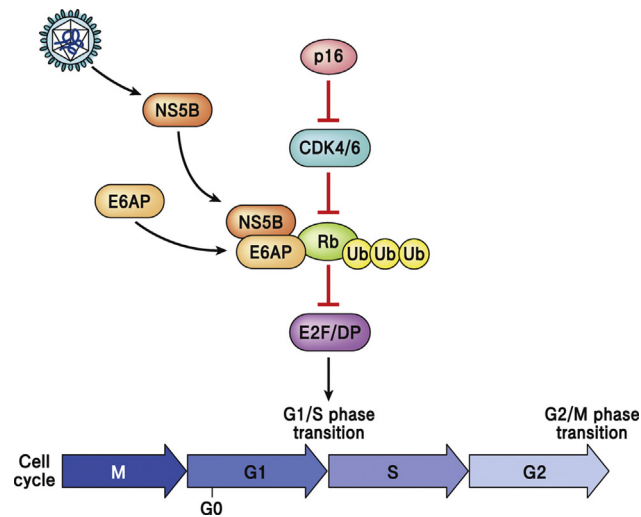 p16
NS5B
CDK4/6
E6AP
NS5B
E6AP
Rb
Ub
Ub
Ub
E2F/DP
G1/S phase
transition
G2/M phase
transition
Cell
cycle
M
G1
S
G2
G0